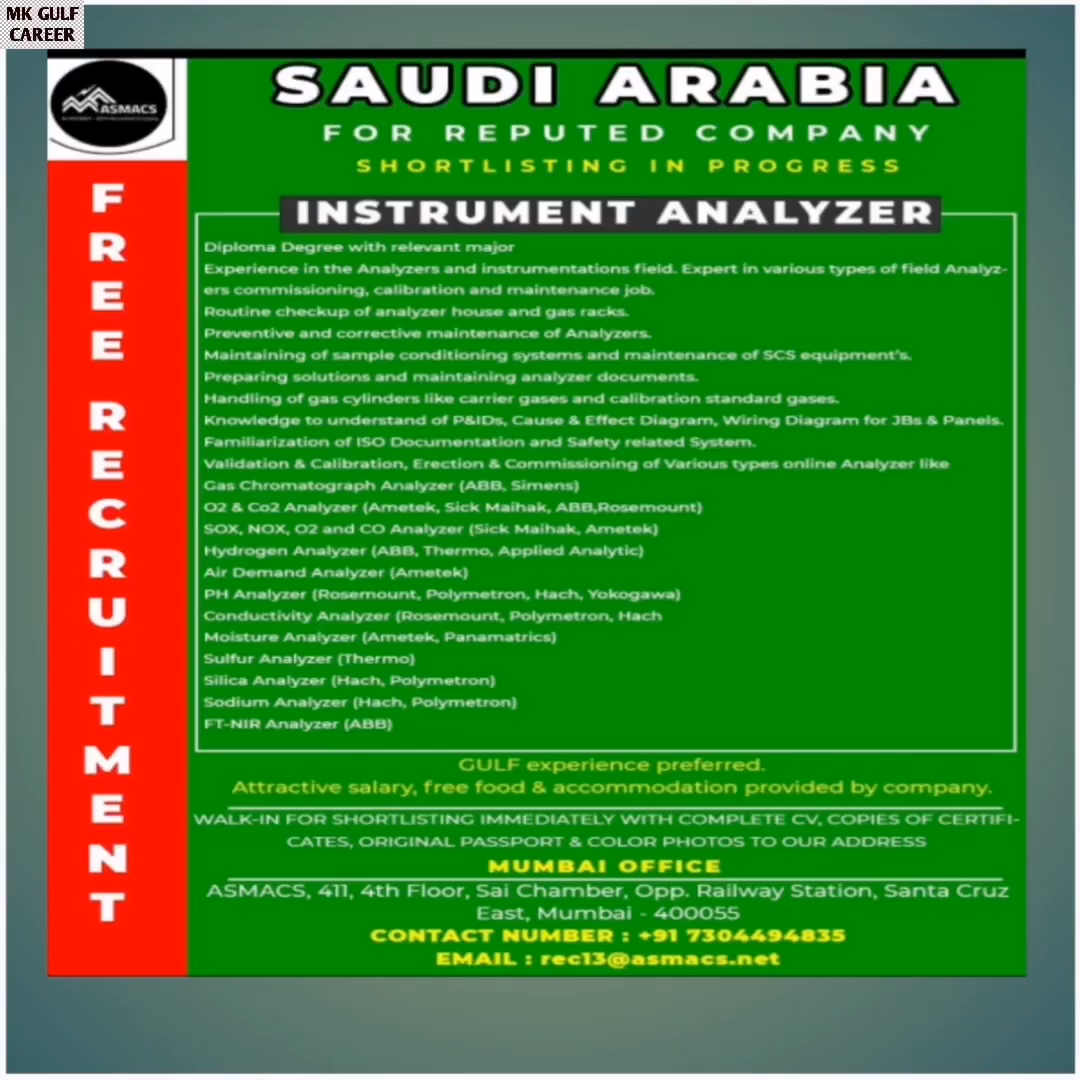 MK GULF
CAREER
ASMACS
FREE RECRUITMENT
SAUDI ARABIA
FOR REPUTED COMPANY
SHORTLISTING IN PROGRESS
INSTRUMENT ANALYZER
Diploma Degree with relevant major
Experience in the Analyzers and instrumentations field. Expert in various types of field Analyz-
ers commissioning, calibration and maintenance job.
Routine checkup of analyzer house and gas racks.
Preventive and corrective maintenance of Analyzers.
Maintaining of sample conditioning systems and maintenance of SCS equipment's.
Preparing solutions and maintaining analyzer documents.
Handling of gas cylinders like carrier gases and calibration standard gases.
Knowledge to understand of P&IDs, Cause & Effect Diagram, Wiring Diagram for JBs & Panels.
Familiarization of ISO Documentation and Safety related System.
Validation & Calibration, Erection & Commissioning of Various types online Analyzer like
Gas Chromatograph Analyzer (ABB, Simens)
O2 & Co2 Analyzer (Ametek, Sick Maihak, ABB,Rosemount)
SOX, NOX, O2 and CO Analyzer (Sick Maihak, Ametek)
Hydrogen Analyzer (ABB, Thermo, Applied Analytic)
Air Demand Analyzer (Ametek)
PH Analyzer (Rosemount, Polymetron, Hach, Yokogawa)
Conductivity Analyzer (Rosemount, Polymetron, Hach
Moisture Analyzer (Ametek, Panamatrics)
Sulfur Analyzer (Thermo)
Silica Analyzer (Hach, Polymetron)
Sodium Analyzer (Hach, Polymetron)
FT-NIR Analyzer (ABB)
GULF experience preferred.
Attractive salary, free food & accommodation provided by company.
WALK-IN FOR SHORTLISTING IMMEDIATELY WITH COMPLETE CV, COPIES OF CERTIFI-
CATES, ORIGINAL PASSPORT & COLOR PHOTOS TO OUR ADDRESS
MUMBAI OFFICE
ASMACS, 411, 4th Floor, Sai Chamber, Opp. Railway Station, Santa Cruz
East, Mumbai - 400055
CONTACT NUMBER : +91 7304494835
EMAIL : rec13@asmacs.net